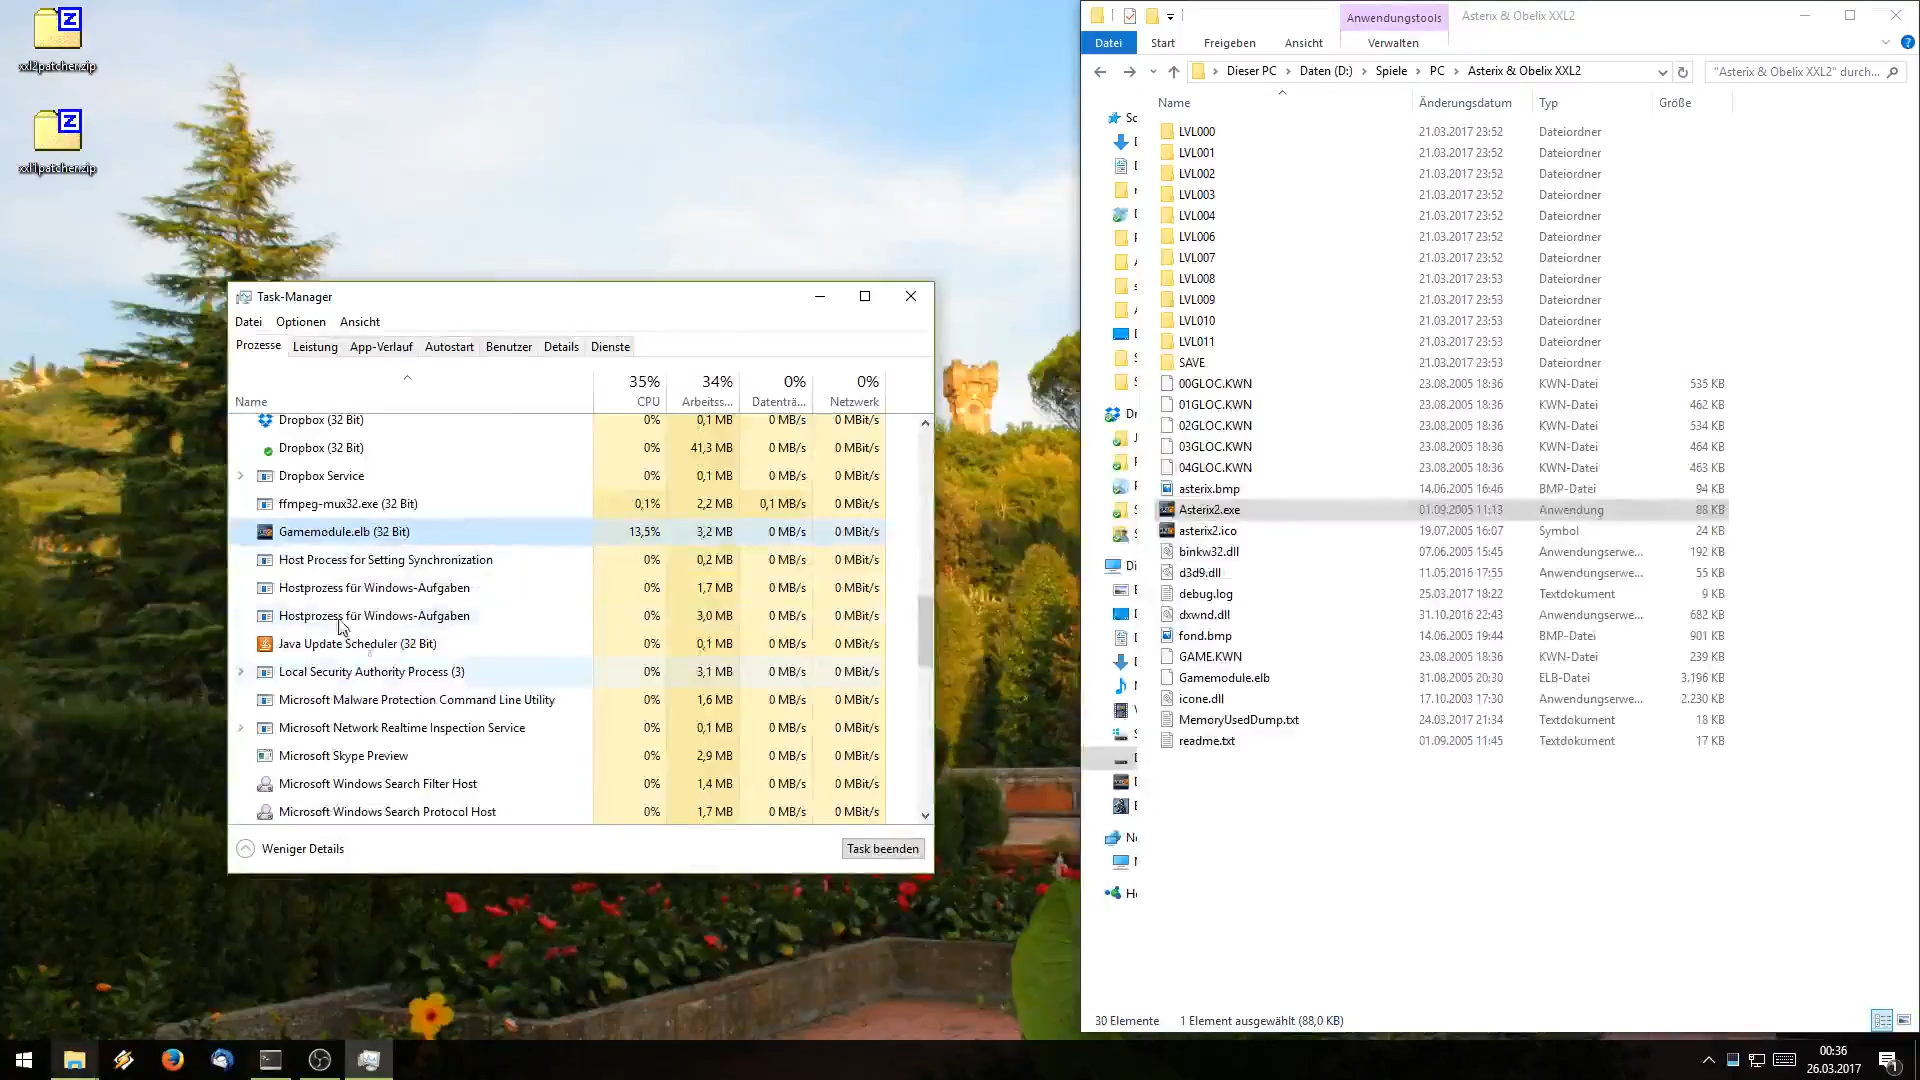 xxl2patcher.zip
xxl1patcher.zip
Task-Manager
Datei Optionen Ansicht
Prozesse Leistung App-Verlauf Autostart Benutzer Details Dienste
35% 34% 0% 0%
Name CPU Arbeitss... Datenträ... Netzwerk
Dropbox (32 Bit) 0% 0,1 MB 0 MB/s 0 MBit/s
Dropbox (32 Bit) 0% 41,3 MB 0 MB/s 0 MBit/s
Dropbox Service 0% 0,1 MB 0 MB/s 0 MBit/s
ffmpeg-mux32.exe (32 Bit) 0,1% 2,2 MB 0,1 MB/s 0 MBit/s
Gamemodule.elb (32 Bit) 13,5% 3,2 MB 0 MB/s 0 MBit/s
Host Process for Setting Synchronization 0% 0,2 MB 0 MB/s 0 MBit/s
Hostprozess für Windows-Aufgaben 0% 1,7 MB 0 MB/s 0 MBit/s
Hostprozess für Windows-Aufgaben 0% 3,0 MB 0 MB/s 0 MBit/s
Java Update Scheduler (32 Bit) 0% 0,1 MB 0 MB/s 0 MBit/s
Local Security Authority Process (3) 0% 3,1 MB 0 MB/s 0 MBit/s
Microsoft Malware Protection Command Line Utility 0% 1,6 MB 0 MB/s 0 MBit/s
Microsoft Network Realtime Inspection Service 0% 0,1 MB 0 MB/s 0 MBit/s
Microsoft Skype Preview 0% 2,9 MB 0 MB/s 0 MBit/s
Microsoft Windows Search Filter Host 0% 1,4 MB 0 MB/s 0 MBit/s
Microsoft Windows Search Protocol Host 0% 1,7 MB 0 MB/s 0 MBit/s
Weniger Details Task beenden
Anwendungstools Asterix & Obelix XXL2
Datei Start Freigeben Ansicht Verwalten
Dieser PC Daten (D:) Spiele PC Asterix & Obelix XXL2 "Asterix & Obelix XXL2" durch...
Name Änderungsdatum Typ Größe
LVL000 21.03.2017 23:52 Dateiordner
LVL001 21.03.2017 23:52 Dateiordner
LVL002 21.03.2017 23:52 Dateiordner
LVL003 21.03.2017 23:52 Dateiordner
LVL004 21.03.2017 23:52 Dateiordner
LVL006 21.03.2017 23:52 Dateiordner
LVL007 21.03.2017 23:52 Dateiordner
LVL008 21.03.2017 23:53 Dateiordner
LVL009 21.03.2017 23:53 Dateiordner
LVL010 21.03.2017 23:53 Dateiordner
LVL011 21.03.2017 23:53 Dateiordner
SAVE 21.03.2017 23:53 Dateiordner
00GLOC.KWN 23.08.2005 18:36 KWN-Datei 535 KB
01GLOC.KWN 23.08.2005 18:36 KWN-Datei 462 KB
02GLOC.KWN 23.08.2005 18:36 KWN-Datei 534 KB
03GLOC.KWN 23.08.2005 18:36 KWN-Datei 464 KB
04GLOC.KWN 23.08.2005 18:36 KWN-Datei 463 KB
asterix.bmp 14.06.2005 16:46 BMP-Datei 94 KB
Asterix2.exe 01.09.2005 11:13 Anwendung 88 KB
asterix2.ico 19.07.2005 16:07 Symbol 24 KB
binkw32.dll 07.06.2005 15:45 Anwendungserwe... 192 KB
d3d9.dll 11.05.2016 17:55 Anwendungserwe... 55 KB
debug.log 25.03.2017 18:22 Textdokument 9 KB
dxwnd.dll 31.10.2016 22:43 Anwendungserwe... 682 KB
fond.bmp 14.06.2005 19:44 BMP-Datei 901 KB
GAME.KWN 23.08.2005 18:36 KWN-Datei 239 KB
Gamemodule.elb 31.08.2005 20:30 ELB-Datei 3.196 KB
icone.dll 17.10.2003 17:30 Anwendungserwe... 2.230 KB
MemoryUsedDump.txt 24.03.2017 21:34 Textdokument 18 KB
readme.txt 01.09.2005 11:45 Textdokument 17 KB
30 Elemente 1 Element ausgewählt (88,0 KB)
00:36
26.03.2017